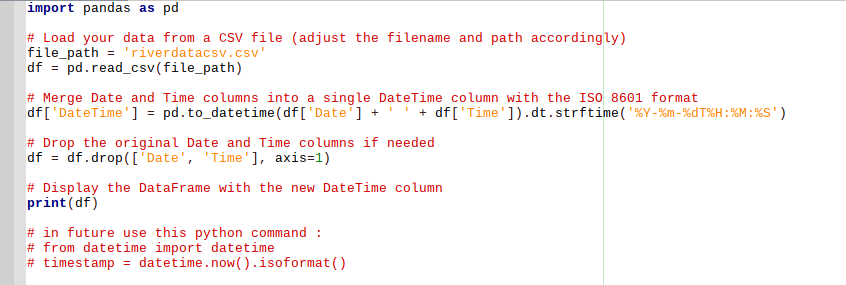 import pandas as pd
# Load your data from a CSV file (adjust the filename and path accordingly)
file_path = 'riverdatacsv.csv'
df = pd.read_csv(file_path)
# Merge Date and Time columns into a single DateTime column with the ISO 8601 format
df['DateTime'] = pd.to_datetime(df['Date'] + ' ' + df['Time']).dt.strftime('%Y-%m-%dT%H:%M:%S')
# Drop the original Date and Time columns if needed
df = df.drop(['Date', 'Time'], axis=1)
# Display the DataFrame with the new DateTime column
print(df)
# in future use this python command :
# from datetime import datetime
# timestamp = datetime.now().isoformat()